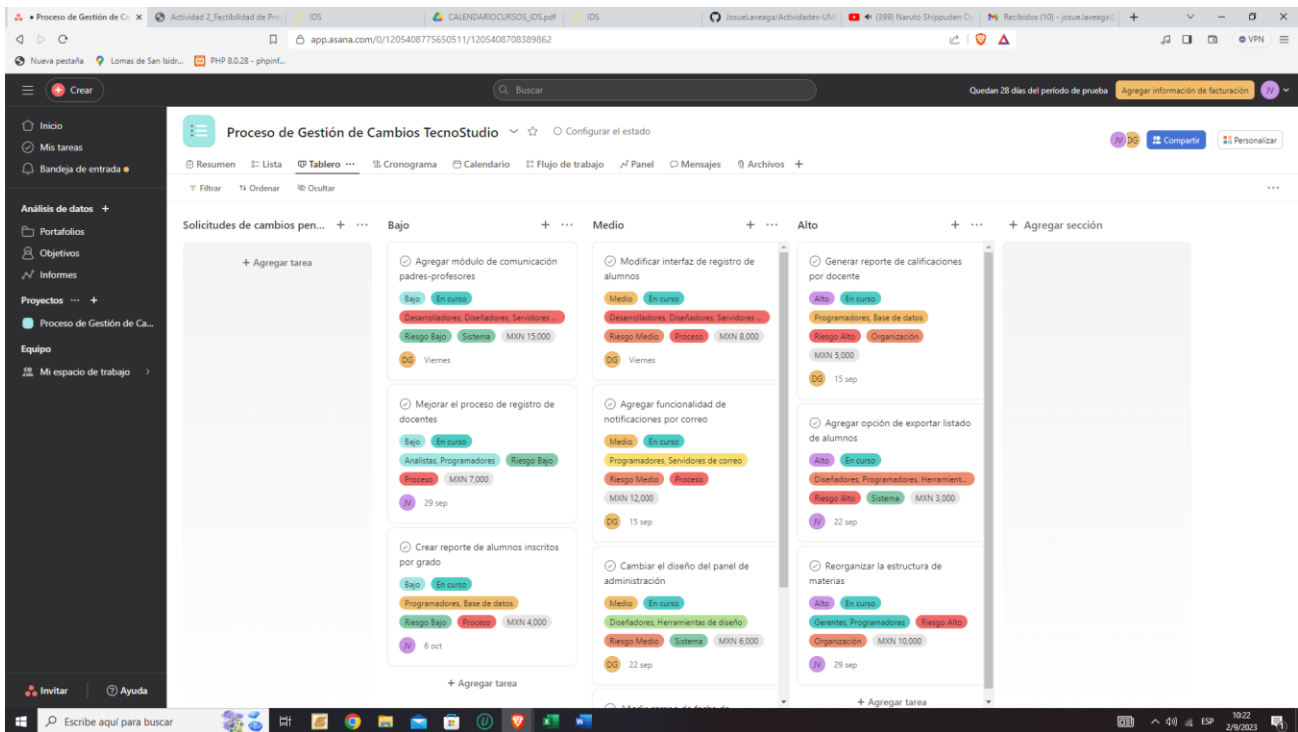 Proceso de Gestión de Ca
Actividad 2_Factibilidad de Pro
IDS
CALENDARIOCURSOS_IDS.pdf
IDS
JosueLaveaga/Actividades-UMI
(399) Naruto Shippuden
Recibidos (10) - josue.laveaga
app.asana.com/0/1205408775650511/1205408708389862
VPN
Nueva pestaña
Lomas de San Isidr...
PHP 8.0.28 - phpinf...
Crear
Buscar
Quedan 28 días del período de prueba
Agregar información de facturación
JV
Inicio
Mis tareas
Bandeja de entrada
Análisis de datos +
Portafolios
Objetivos
Informes
Proyectos ... +
Proceso de Gestión de Ca...
Equipo
Mi espacio de trabajo
Invitar
Ayuda
Proceso de Gestión de Cambios TecnoStudio
Configurar el estado
JV DG
Compartir
Personalizar
Resumen Lista Tablero ... Cronograma Calendario Flujo de trabajo Panel Mensajes Archivos +
Filtrar Ordenar Ocultar
Solicitudes de cambios pen... + ...
+ Agregar tarea
Bajo + ...
Agregar módulo de comunicación
padres-profesores
Bajo En curso
Desarrolladores, Diseñadores, Servidores ...
Riesgo Bajo Sistema MXN 15,000
DG Viernes
Mejorar el proceso de registro de
docentes
Bajo En curso
Analistas, Programadores Riesgo Bajo
Proceso MXN 7,000
JV 29 sep
Crear reporte de alumnos inscritos
por grado
Bajo En curso
Programadores, Base de datos
Riesgo Bajo Proceso MXN 4,000
JV 6 oct
+ Agregar tarea
Medio + ...
Modificar interfaz de registro de
alumnos
Medio En curso
Desarrolladores, Diseñadores, Servidores ...
Riesgo Medio Proceso MXN 8,000
DG Viernes
Agregar funcionalidad de
notificaciones por correo
Medio En curso
Programadores, Servidores de correo
Riesgo Medio Proceso
MXN 12,000
DG 15 sep
Cambiar el diseño del panel de
administración
Medio En curso
Diseñadores, Herramientas de diseño
Riesgo Medio Sistema MXN 6,000
DG 22 sep
Alto + ...
Generar reporte de calificaciones
por docente
Alto En curso
Programadores, Base de datos
Riesgo Alto Organización
MXN 5,000
DG 15 sep
Agregar opción de exportar listado
de alumnos
Alto En curso
Diseñadores, Programadores, Herramient...
Riesgo Alto Sistema MXN 3,000
JV 22 sep
Reorganizar la estructura de
materias
Alto En curso
Gerentes, Programadores Riesgo Alto
Organización MXN 10,000
JV 29 sep
+ Agregar tarea
+ Agregar sección
Escribe aquí para buscar
ESP
10:22
2/9/2023